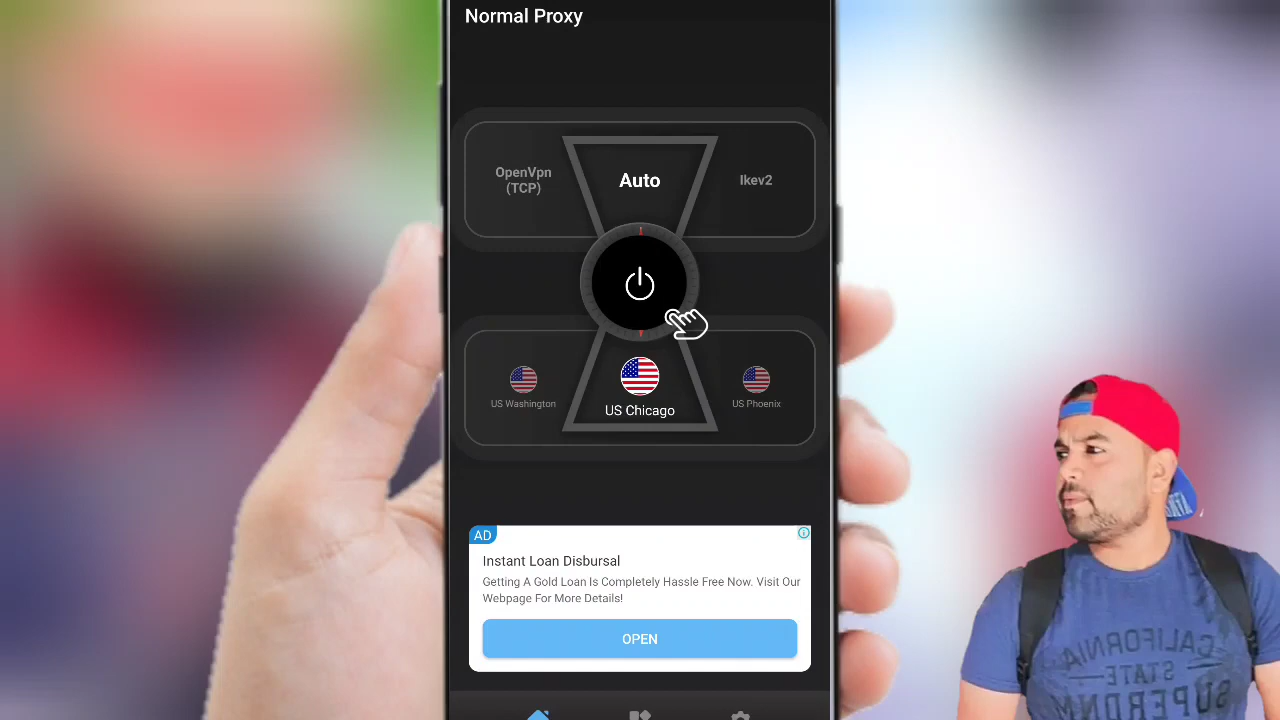 Normal Proxy
OpenVpn
(TCP)
Auto
Ikev2
US Washington
US Chicago
US Phoenix
AD
Instant Loan Disbursal
Getting A Gold Loan Is Completely Hassle Free Now. Visit Our
Webpage For More Details!
OPEN
CALIFORNIA
STATE